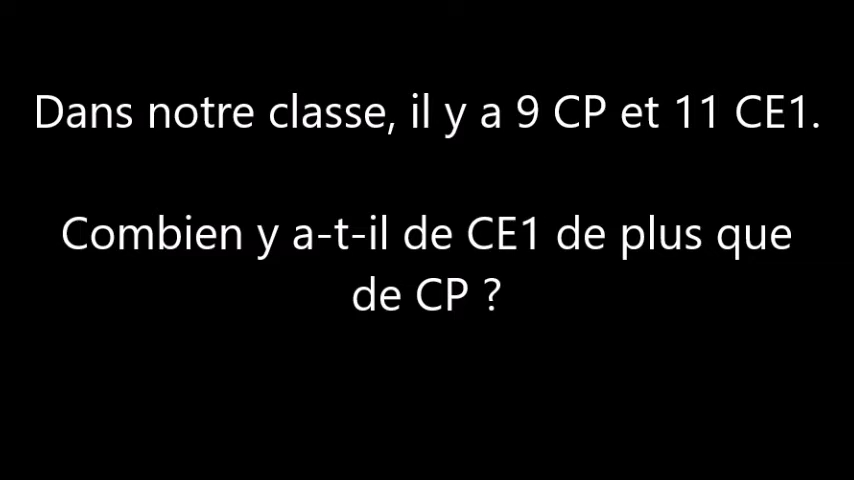 Dans notre classe, il y a 9 CP et 11 CE1.
Combien y a-t-il de CE1 de plus que
de CP ?